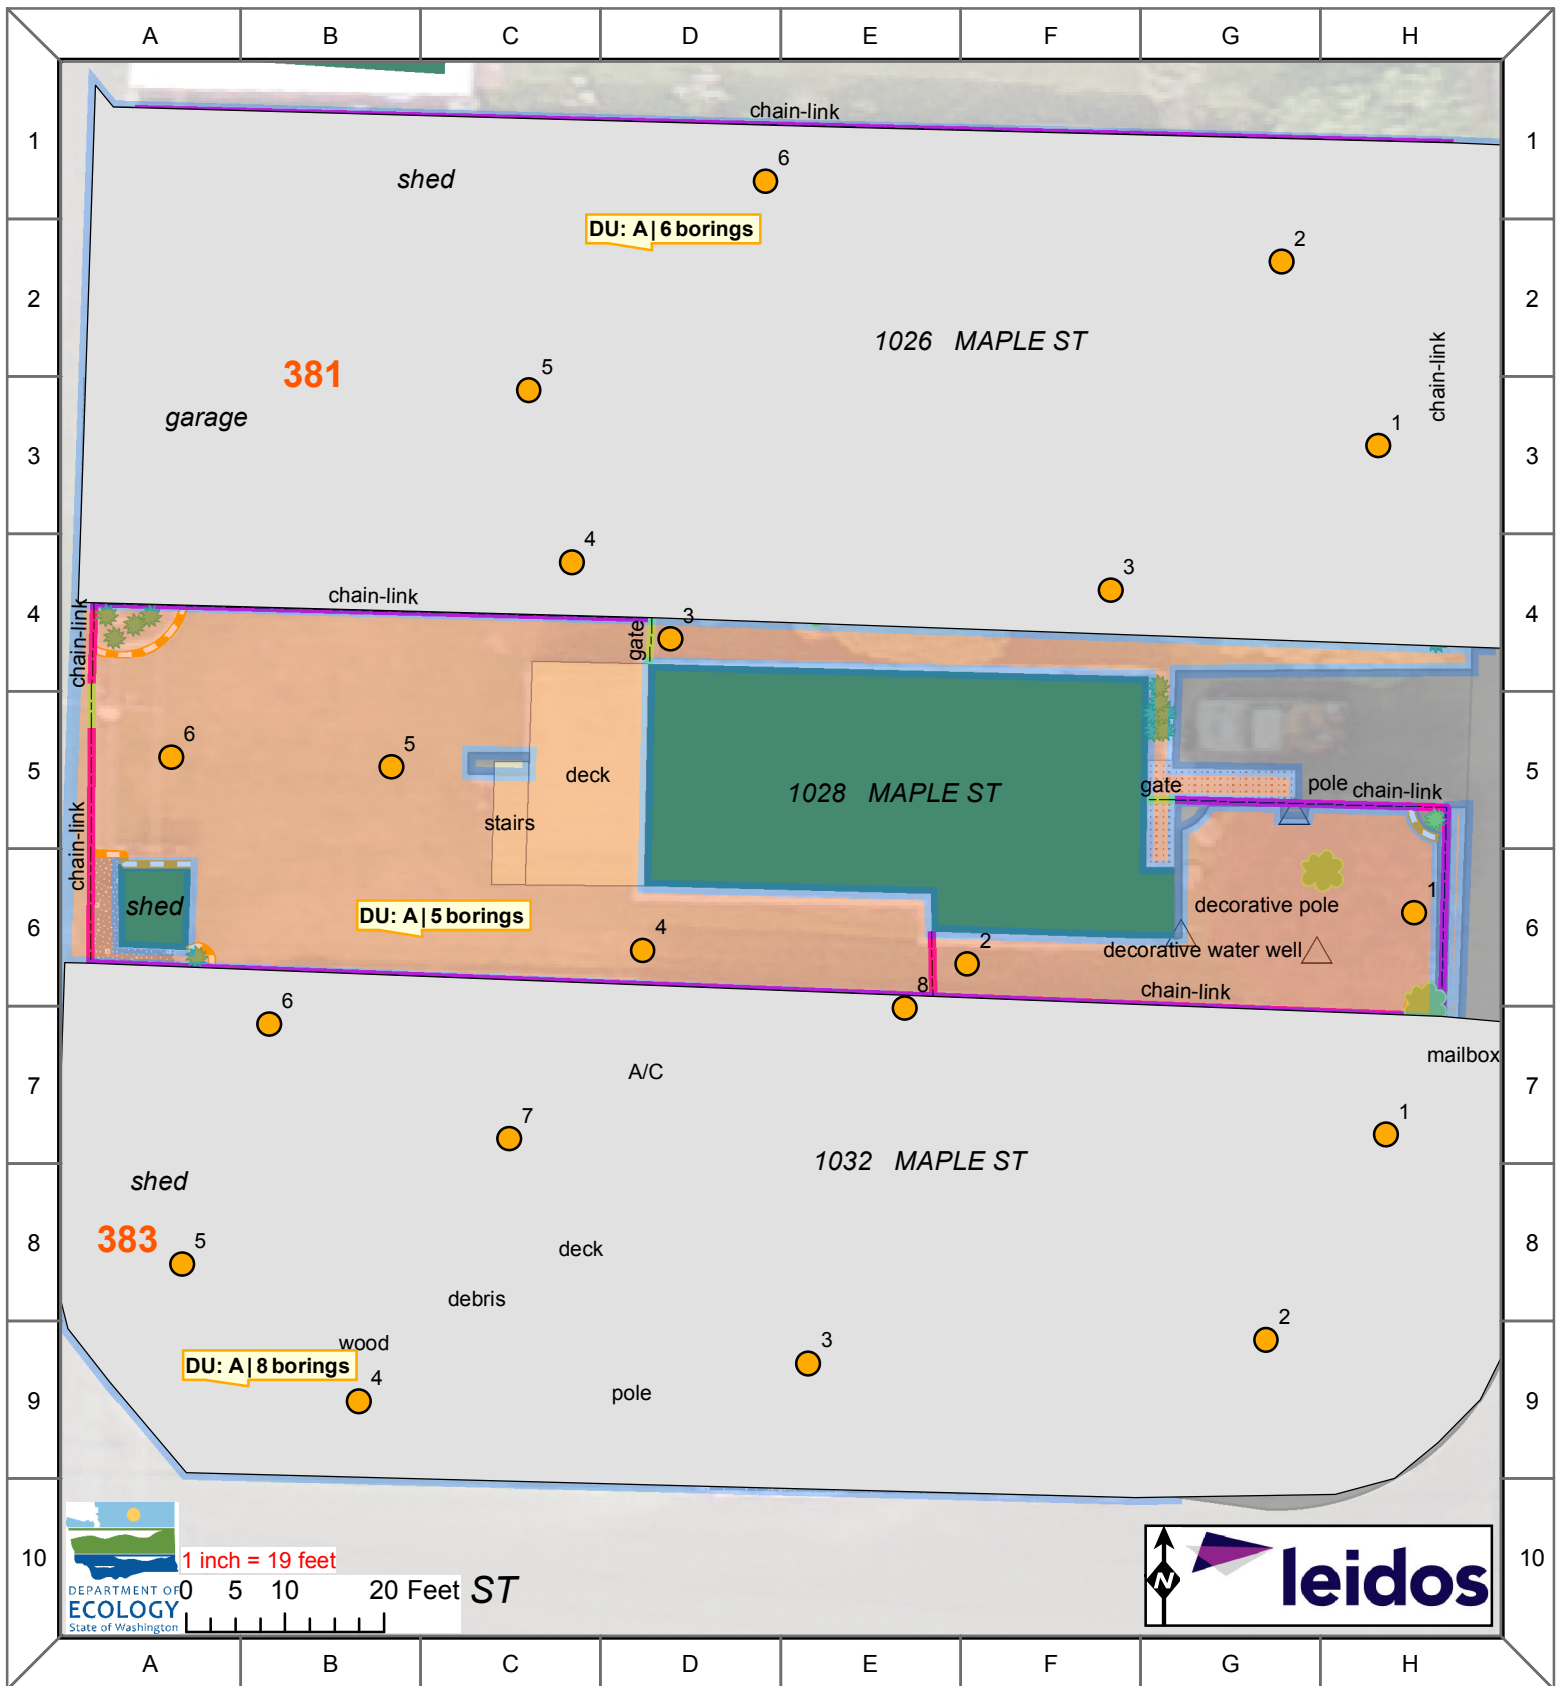 A B C D E F G H
chain-link
1 1
6
shed
DU: A| 6 borings
2
2 2
1026 MAPLE ST
chain-link
381
5
garage
1
3 3
4
3
chain-link
4 4
chain-link
gate
3
6
5
deck
5 5
1028 MAPLE ST
gate
pole
chain-link
stairs
chain-link
shed
DU: A| 5 borings
4
2
1
decorative pole
6 6
decorative water well
chain-link
8
6
A/C
mailbox
7 7
7
1
1032 MAPLE ST
shed
383
5
deck
8 8
debris
2
wood
3
DU: A| 8 borings
4
pole
9 9
10 10
1 inch = 19 feet
0 5 10 20 Feet
ST
DEPARTMENT OF
ECOLOGY
State of Washington
N
leidos
A B C D E F G H